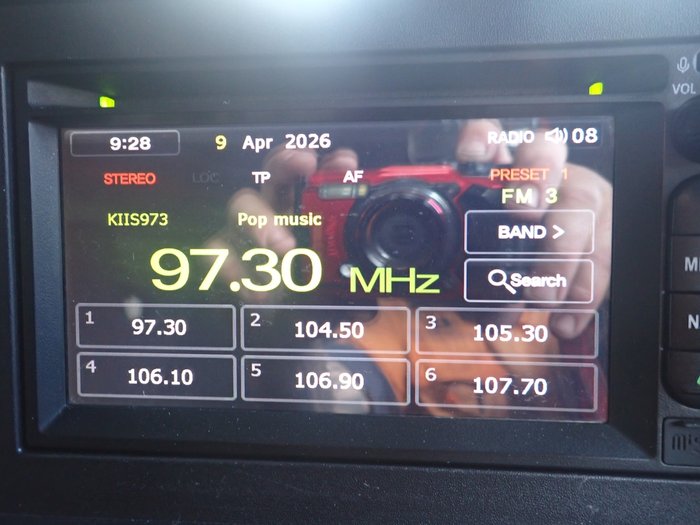 9:28 9 Apr 2026 RADIO 08
VOL
STEREO LOC TP AF PRESET 1
FM 3
KIIS973 Pop music BAND >
97.30 MHz Search
1 97.30 2 104.50 3 105.30
4 106.10 5 106.90 6 107.70